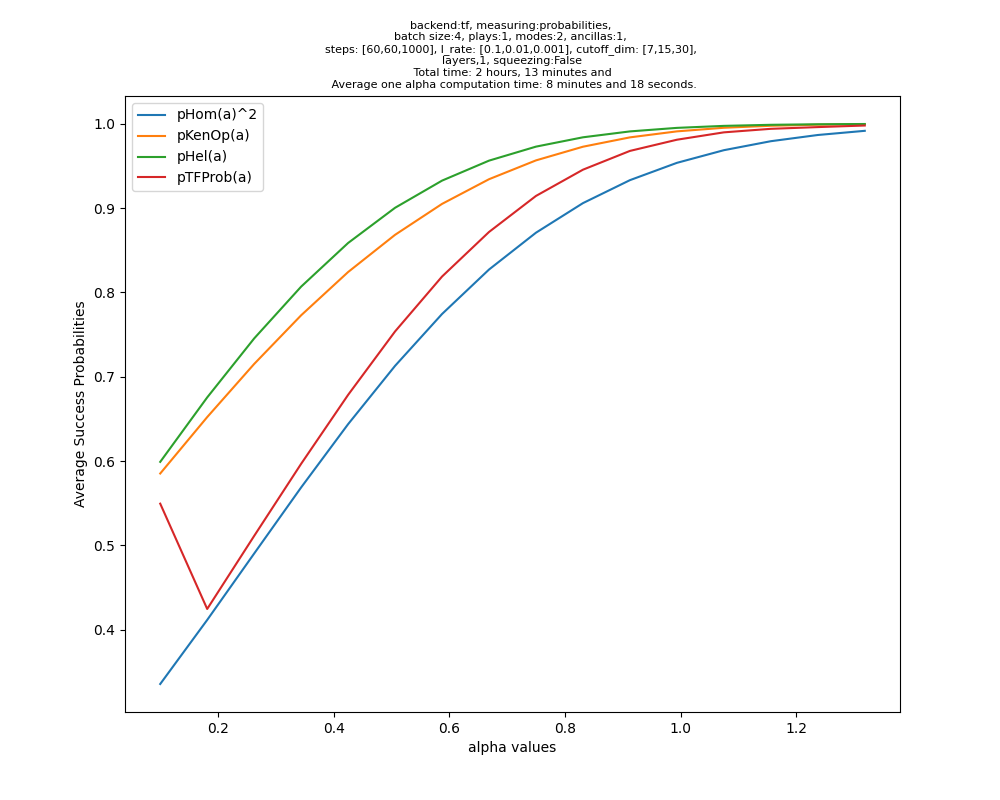 backend:tf, measuring:probabilities,
batch size:4, plays:1, modes:2, ancillas:1,
steps: [60,60,1000], l_rate: [0.1,0.01,0.001], cutoff_dim: [7,15,30],
layers,1, squeezing:False
Total time: 2 hours, 13 minutes and
Average one alpha computation time: 8 minutes and 18 seconds.
pHom(a)^2
pKenOp(a)
pHel(a)
pTFProb(a)
1.0
0.9
0.8
0.7
0.6
0.5
0.4
Average Success Probabilities
0.2 0.4 0.6 0.8 1.0 1.2
alpha values